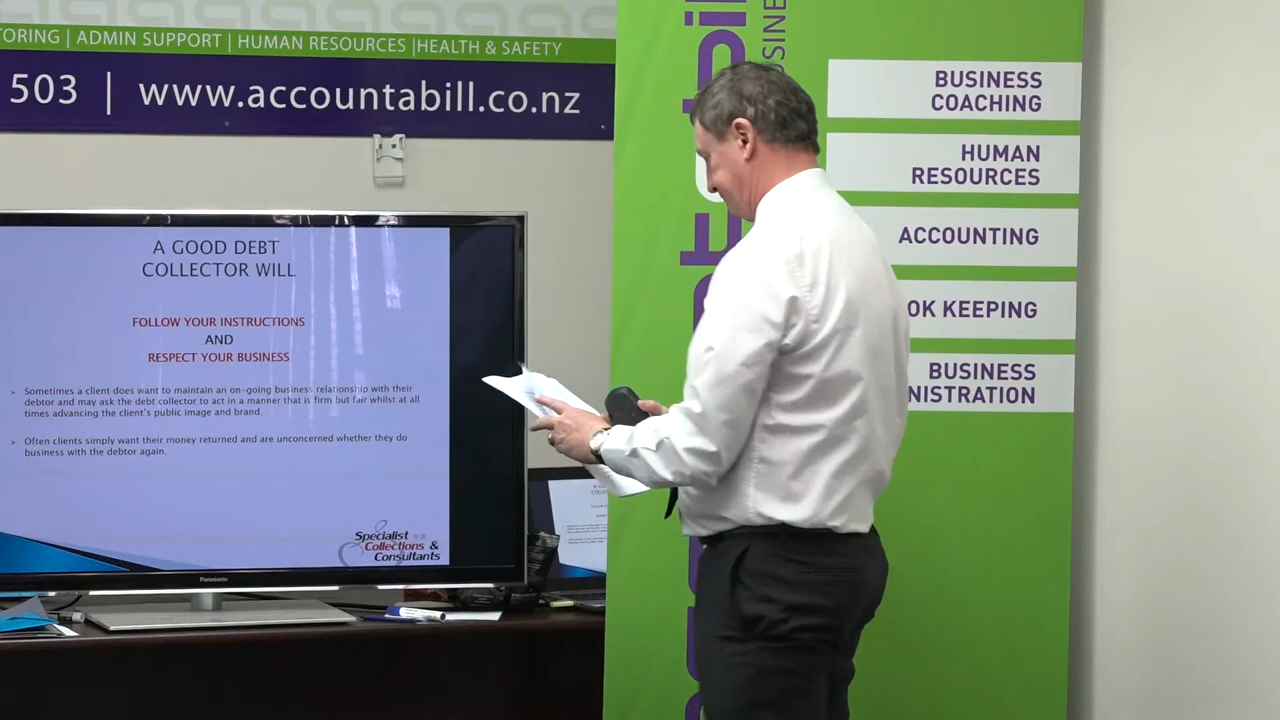 TORING | ADMIN SUPPORT | HUMAN RESOURCES |HEALTH & SAFETY
503 | www.accountabill.co.nz
BUSINESS
COACHING
HUMAN
RESOURCES
ACCOUNTING
OK KEEPING
BUSINESS
NISTRATION
A GOOD DEBT
COLLECTOR WILL
FOLLOW YOUR INSTRUCTIONS
AND
RESPECT YOUR BUSINESS
➢ Sometimes a client does want to maintain an on-going business relationship with their
debtor and may ask the debt collector to act in a manner that is firm but fair whilst at all
times advancing the client's public image and brand.
➢ Often clients simply want their money returned and are unconcerned whether they do
business with the debtor again.
Specialist
Collections &
Consultants
Panasonic